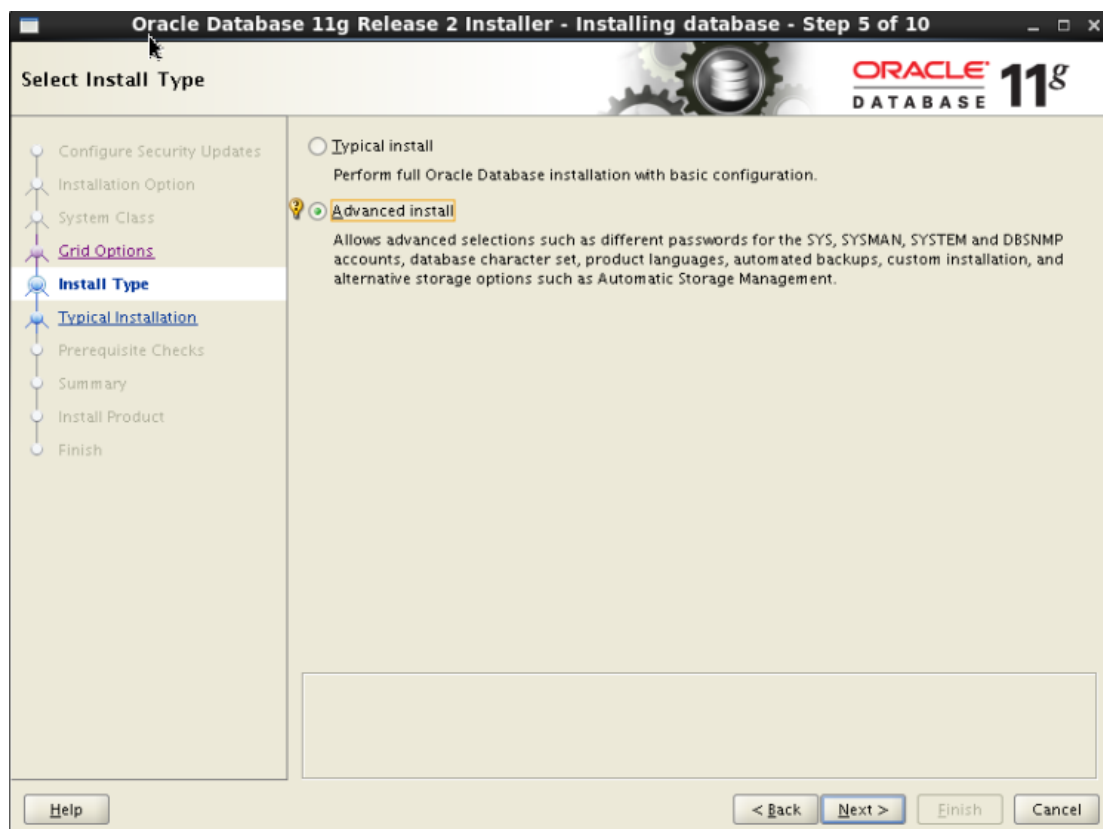 Oracle Database 11g Release 2 Installer - Installing database - Step 5 of 10
Select Install Type
ORACLE DATABASE 11g
Configure Security Updates
Installation Option
System Class
Grid Options
Install Type
Typical Installation
Prerequisite Checks
Summary
Install Product
Finish
Typical install
Perform full Oracle Database installation with basic configuration.
Advanced install
Allows advanced selections such as different passwords for the SYS, SYSMAN, SYSTEM and DBSNMP
accounts, database character set, product languages, automated backups, custom installation, and
alternative storage options such as Automatic Storage Management.
Help
< Back
Next >
Finish
Cancel